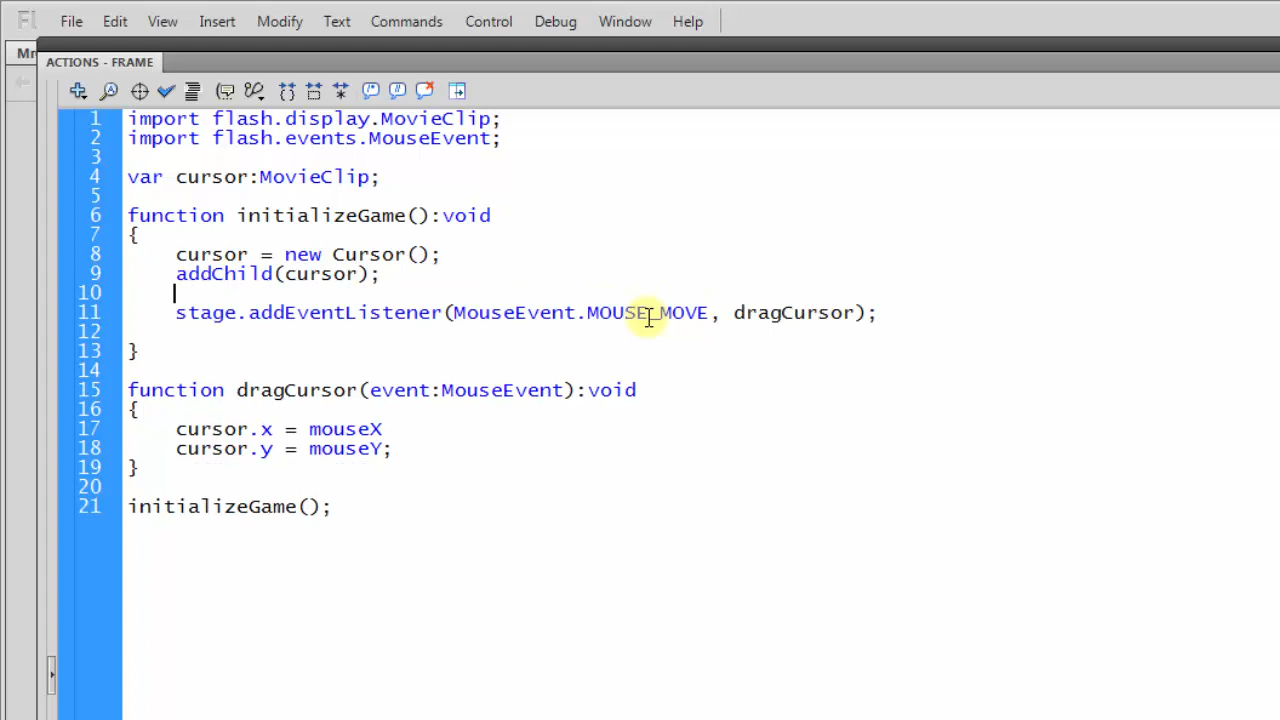 Fl File Edit View Insert Modify Text Commands Control Debug Window Help
ACTIONS - FRAME
1 import flash.display.MovieClip;
2 import flash.events.MouseEvent;
3
4 var cursor:MovieClip;
5
6 function initializeGame():void
7 {
8 cursor = new Cursor();
9 addChild(cursor);
10
11 stage.addEventListener(MouseEvent.MOUSE_MOVE, dragCursor);
12
13 }
14
15 function dragCursor(event:MouseEvent):void
16 {
17 cursor.x = mouseX
18 cursor.y = mouseY;
19 }
20
21 initializeGame();